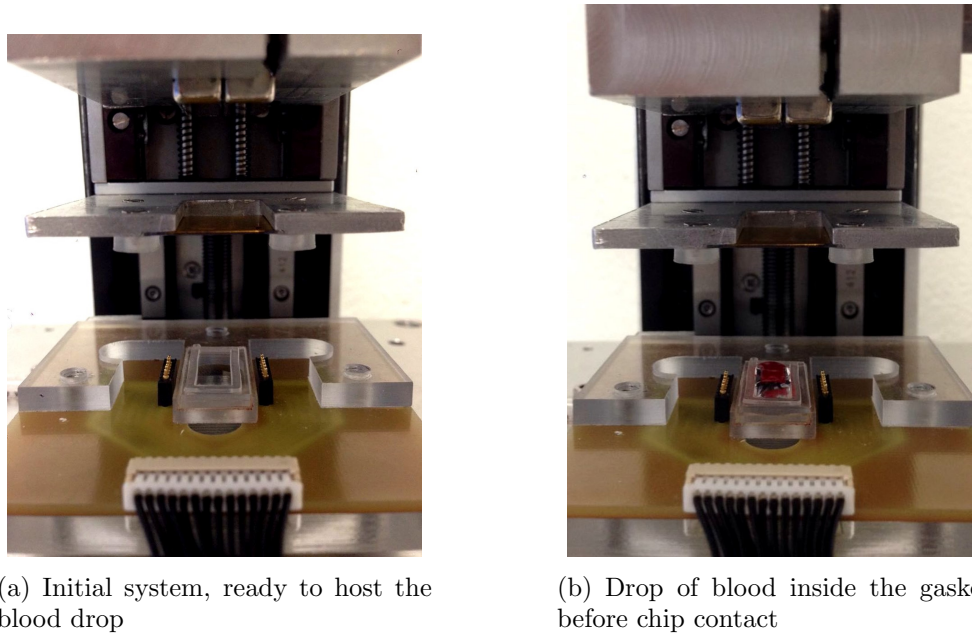 (a) Initial system, ready to host the
blood drop
(b) Drop of blood inside the gaske
before chip contact